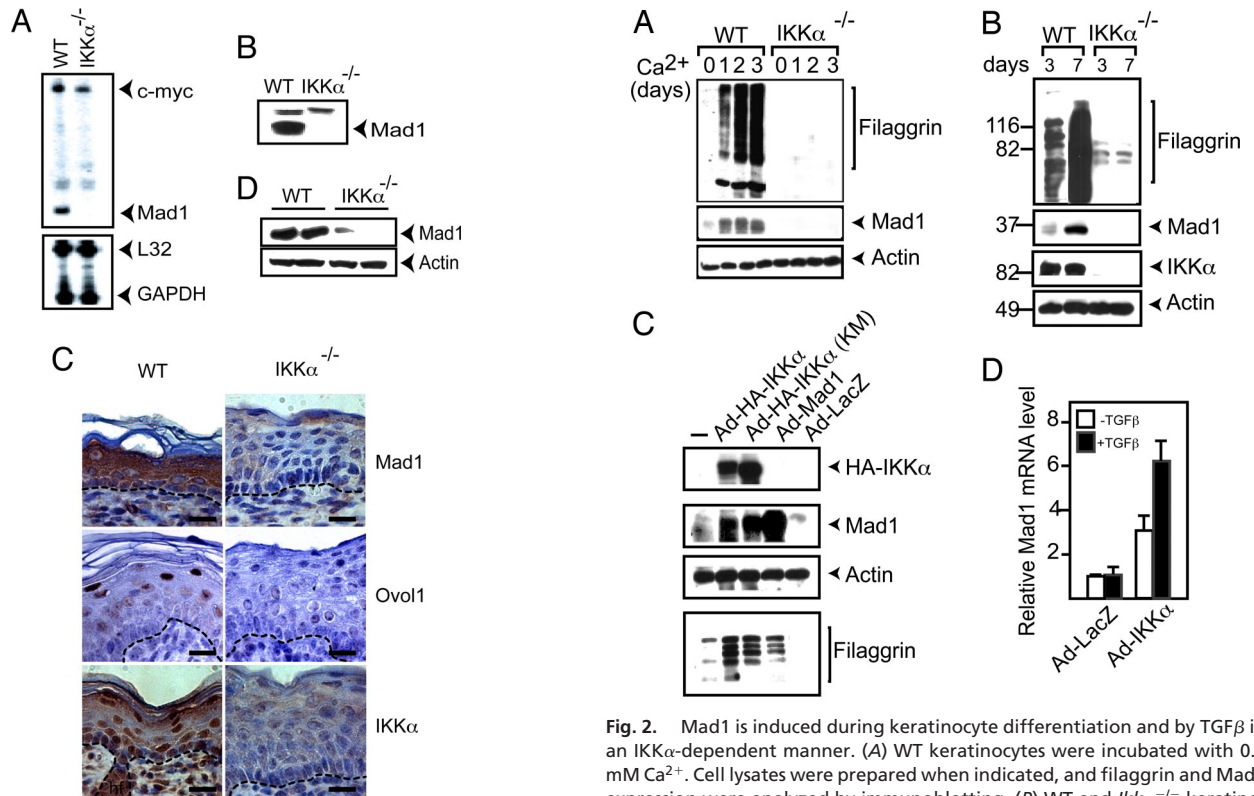 A
WT
IKKα-/-
c-myc
Mad1
L32
GAPDH
B
WT IKKα-/-
Mad1
D
WT IKKα-/-
Mad1
Actin
C
WT IKKα-/-
Mad1
Ovol1
IKKα
hf
A
WT IKKα -/-
Ca2+ 0 1 2 3 0 1 2 3
(days)
Filaggrin
Mad1
Actin
B
WT IKKα-/-
days 3 7 3 7
116
82
Filaggrin
37 Mad1
82 IKKα
49 Actin
C
–
Ad-HA-IKKα
Ad-HA-IKKα (KM)
Ad-Mad1
Ad-LacZ
HA-IKKα
Mad1
Actin
Filaggrin
D
Relative Mad1 mRNA level
8
6
4
2
-TGFβ
+TGFβ
Ad-LacZ
Ad-IKKα
Fig. 2. Mad1 is induced during keratinocyte differentiation and by TGFβ i
an IKKα-dependent manner. (A) WT keratinocytes were incubated with 0.
mM Ca2+. Cell lysates were prepared when indicated, and filaggrin and Mad